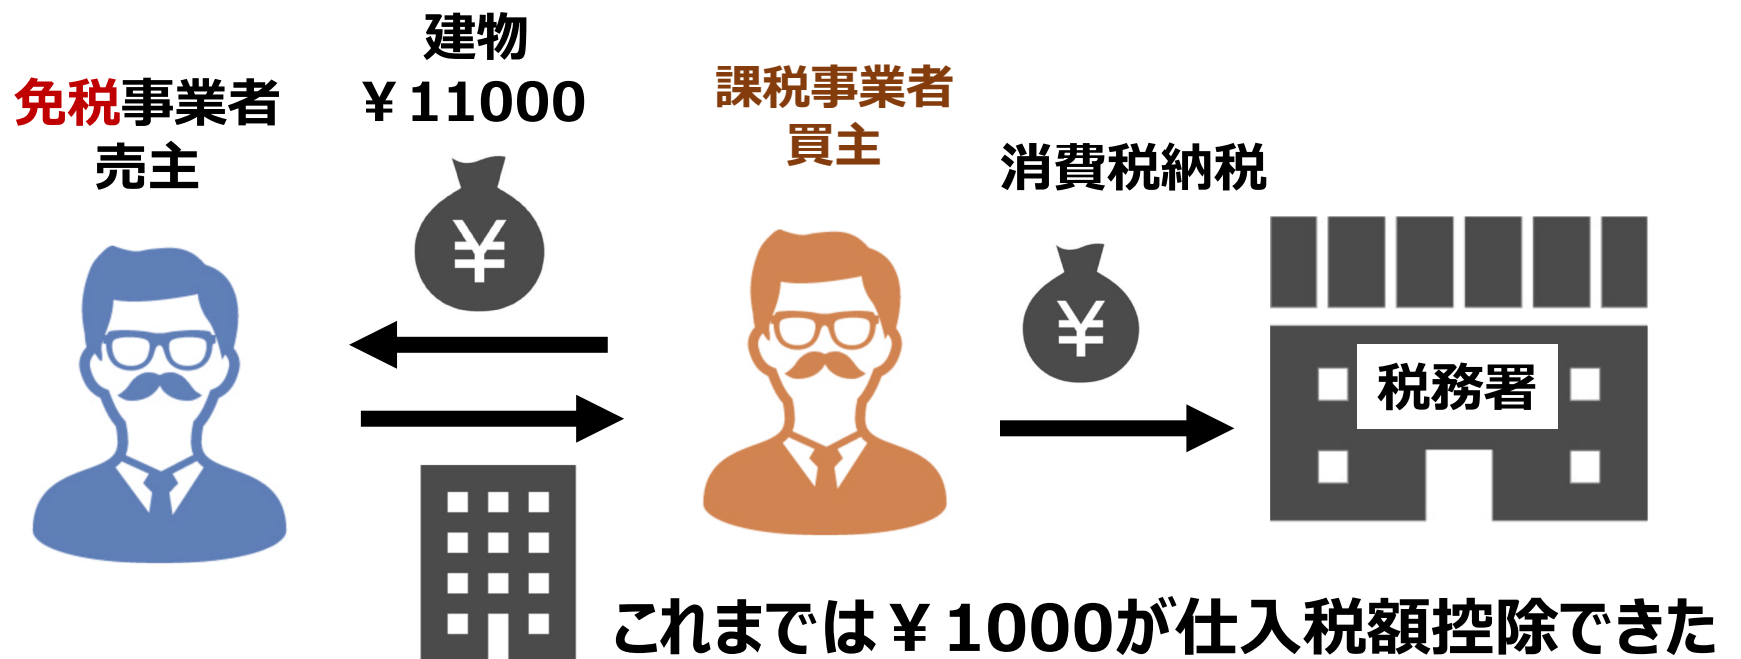 建物
￥11000
免税事業者
売主
¥
課税事業者
買主
消費税納税
¥
税務署
これまでは￥1000が仕入税額控除できた